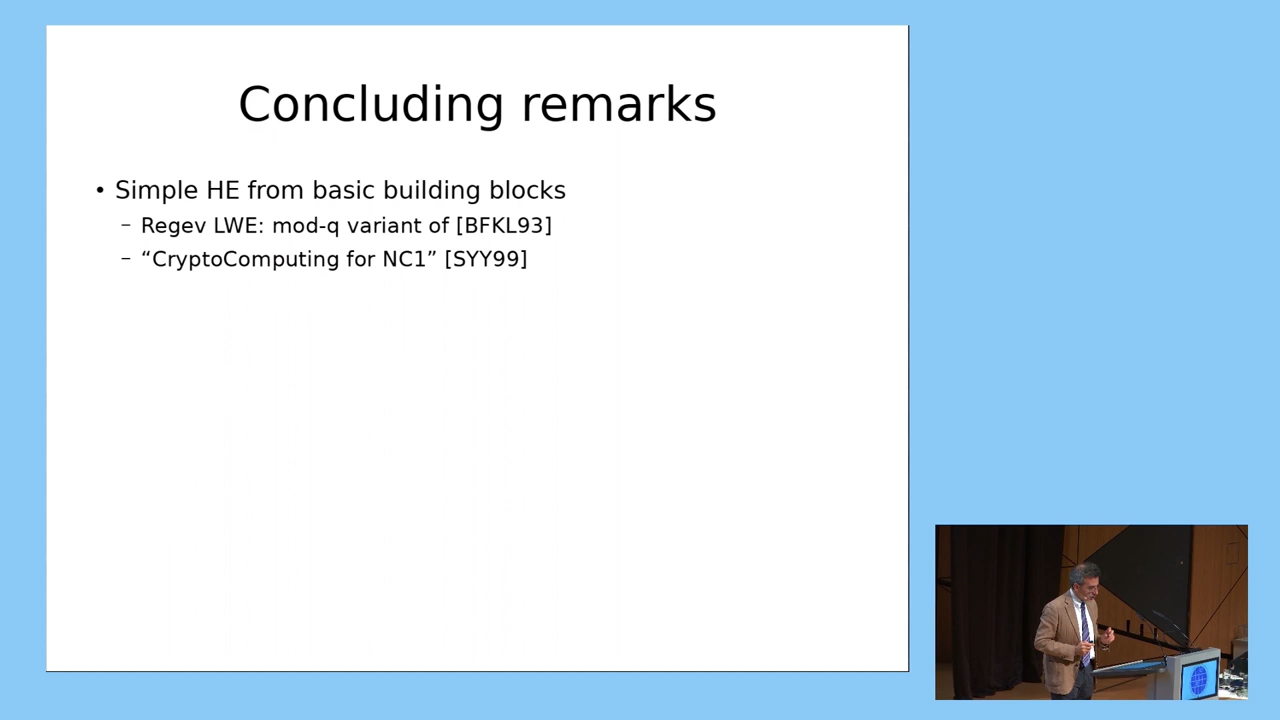 Concluding remarks
• Simple HE from basic building blocks
– Regev LWE: mod-q variant of [BFKL93]
– “CryptoComputing for NC1” [SYY99]